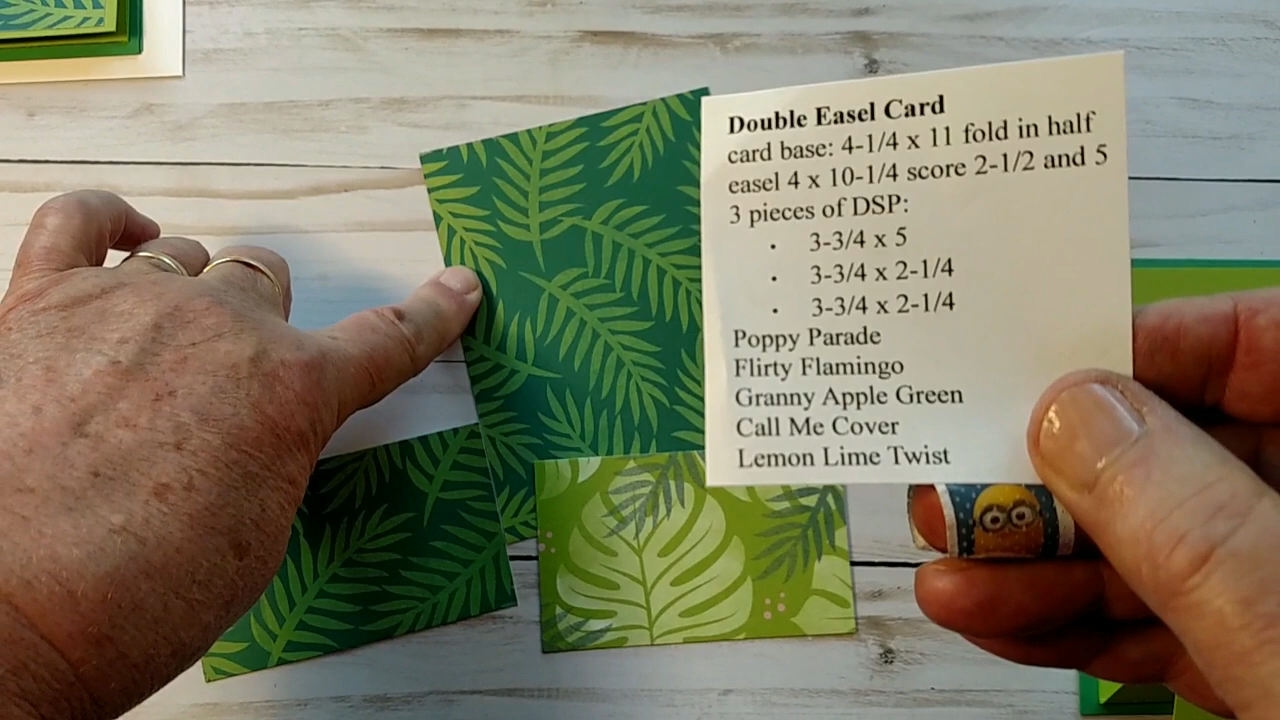 Double Easel Card
card base: 4-1/4 x 11 fold in half
easel 4 x 10-1/4 score 2-1/2 and 5
3 pieces of DSP:
· 3-3/4 x 5
· 3-3/4 x 2-1/4
· 3-3/4 x 2-1/4
Poppy Parade
Flirty Flamingo
Granny Apple Green
Call Me Cover
Lemon Lime Twist